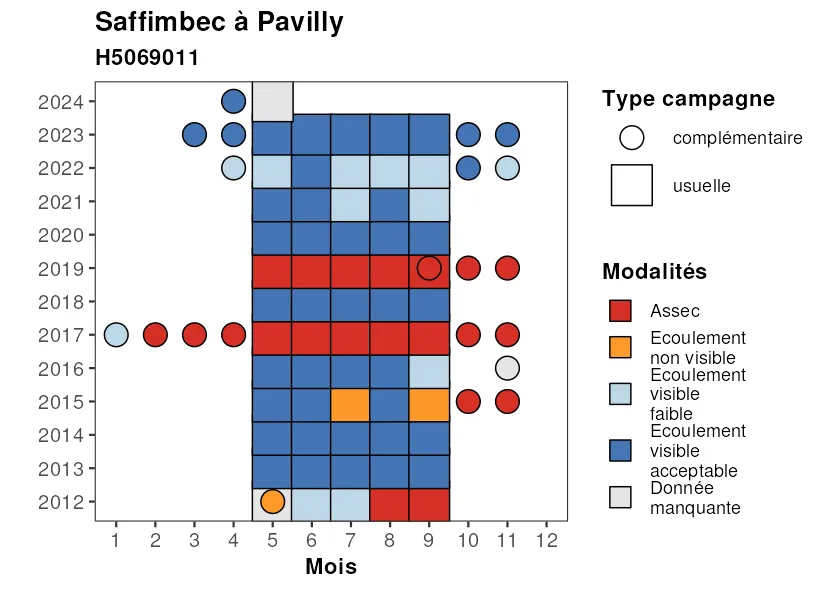 Saffimbec à Pavilly
H5069011
2024
2023
2022
2021
2020
2019
2018
2017
2016
2015
2014
2013
2012
1 2 3 4 5 6 7 8 9 10 11 12
Mois
Type campagne
complémentaire
usuelle
Modalités
Assec
Ecoulement
non visible
Ecoulement
visible
faible
Ecoulement
visible
acceptable
Donnée
manquante